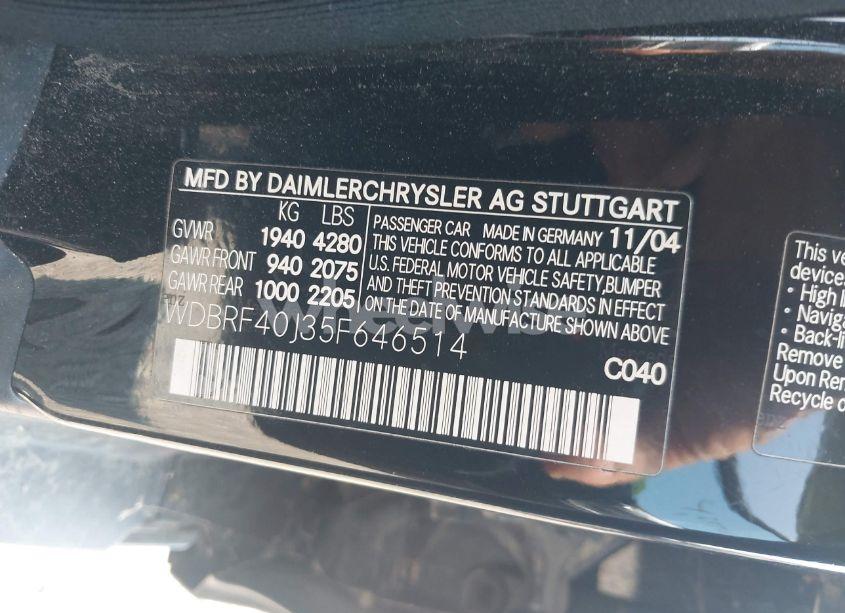 MFD BY DAIMLERCHRYSLER AG STUTTGART
KG LBS
GVWR 1940 4280
GAWR FRONT 940 2075
GAWR REAR 1000 2205
PASSENGER CAR MADE IN GERMANY 11/04
THIS VEHICLE CONFORMS TO ALL APPLICABLE
U.S. FEDERAL MOTOR VEHICLE SAFETY,BUMPER
AND THEFT PREVENTION STANDARDS IN EFFECT
ON THE DATE OF MANUFACTURE SHOWN
WDBRF40J35F646514
C040
This ve
device
• High I
• Naviga
• Back-li
Remove
Upon Rem
Recycle o